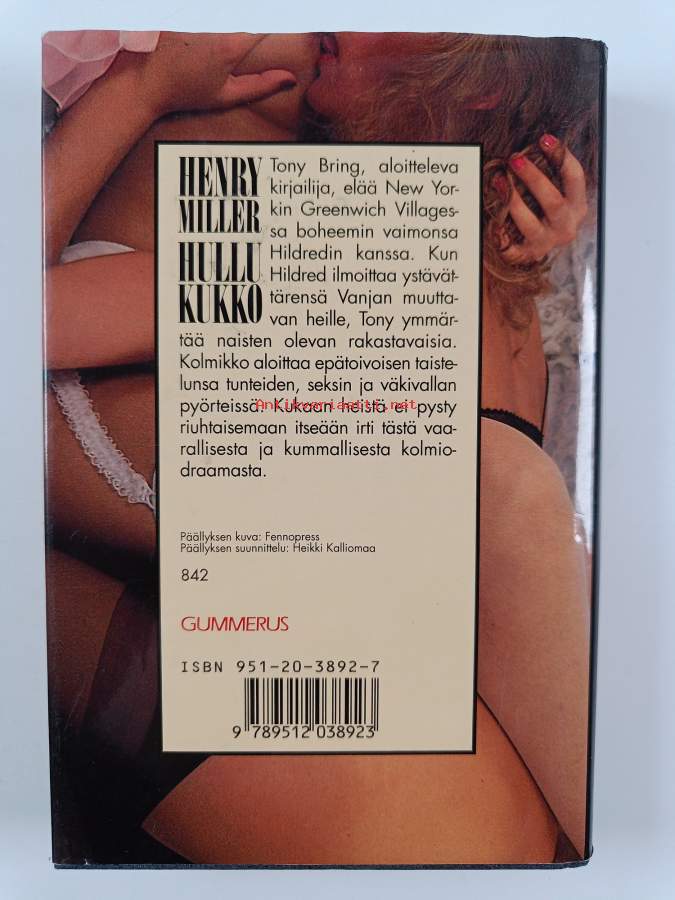 HENRY
MILLER
HULLU
KUKKO
Tony Bring, aloitteleva
kirjailija, elää New Yor-
kin Greenwich Villages-
sa boheemin vaimonsa
Hildredin kanssa. Kun
Hildred ilmoittaa ystävät-
tärensä Vanjan muutta-
van heille, Tony ymmär-
tää naisten olevan rakastavaisia.
Kolmikko aloittaa epätoivoisen taiste-
lunsa tunteiden, seksin ja väkivallan
pyörteissä. Kukaan heistä ei pysty
Antikvariaatit.net
riuhtaisemaan itseään irti tästä vaa-
rallisesta ja kummallisesta kolmio-
draamasta.
Päällyksen kuva: Fennopress
Päällyksen suunnittelu: Heikki Kalliomaa
842
GUMMERUS
ISBN 951-20-3892-7
9 789512 038923